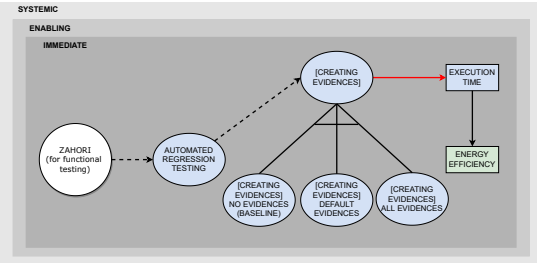 SYSTEMIC
ENABLING
IMMEDIATE
[CREATING
EVIDENCES]
EXECUTION
TIME
ZAHORI
(for functional
testing)
AUTOMATED
REGRESSION
TESTING
ENERGY
EFFICIENCY
[CREATING
EVIDENCES]
NO EVIDENCES
(BASELINE)
[CREATING
EVIDENCES]
DEFAULT
EVIDENCES
[CREATING
EVIDENCES]
ALL EVIDENCES